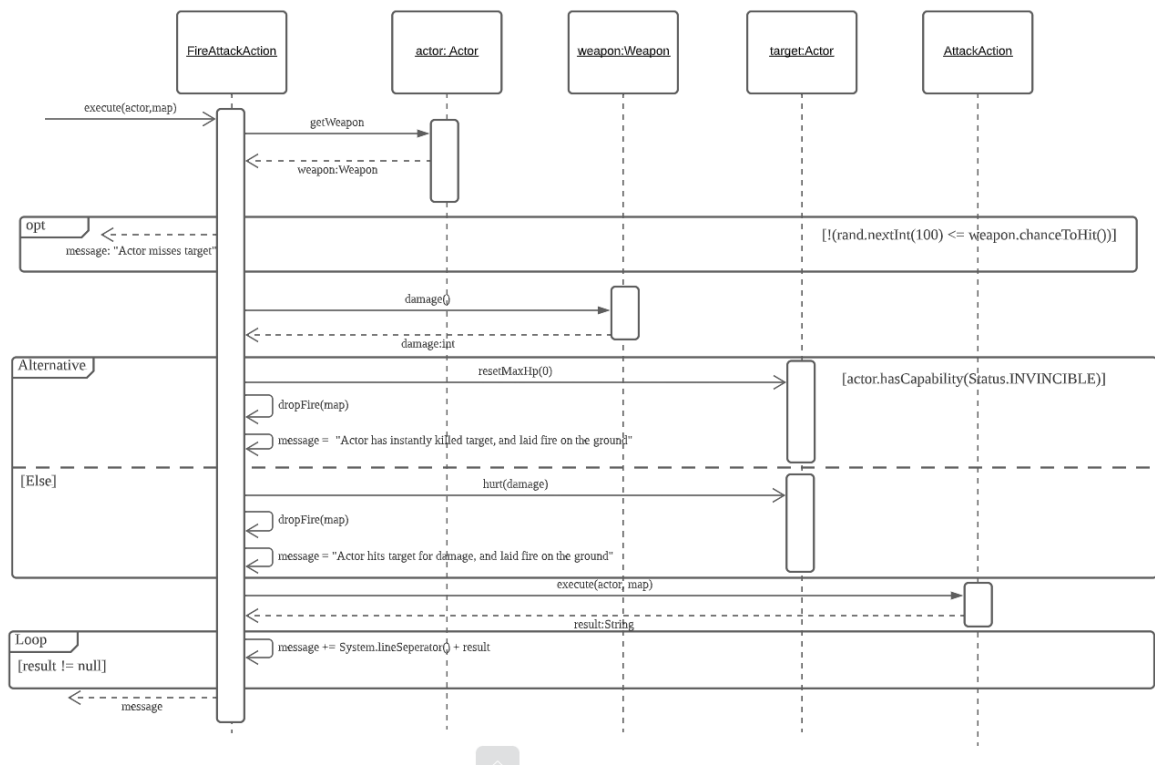 FireAttackAction
actor: Actor
weapon:Weapon
target:Actor
AttackAction
execute(actor,map)
getWeapon
weapon:Weapon
opt
[!(rand.nextInt(100) <= weapon.chanceToHit())]
message: "Actor misses target"
damage()
damage:int
Alternative
resetMaxHp(0)
[actor.hasCapability(Status.INVINCIBLE)]
dropFire(map)
message = "Actor has instantly killed target, and laid fire on the ground"
[Else]
hurt(damage)
dropFire(map)
message = "Actor hits target for damage, and laid fire on the ground"
execute(actor, map)
result:String
Loop
message += System.lineSeperator() + result
[result != null]
message